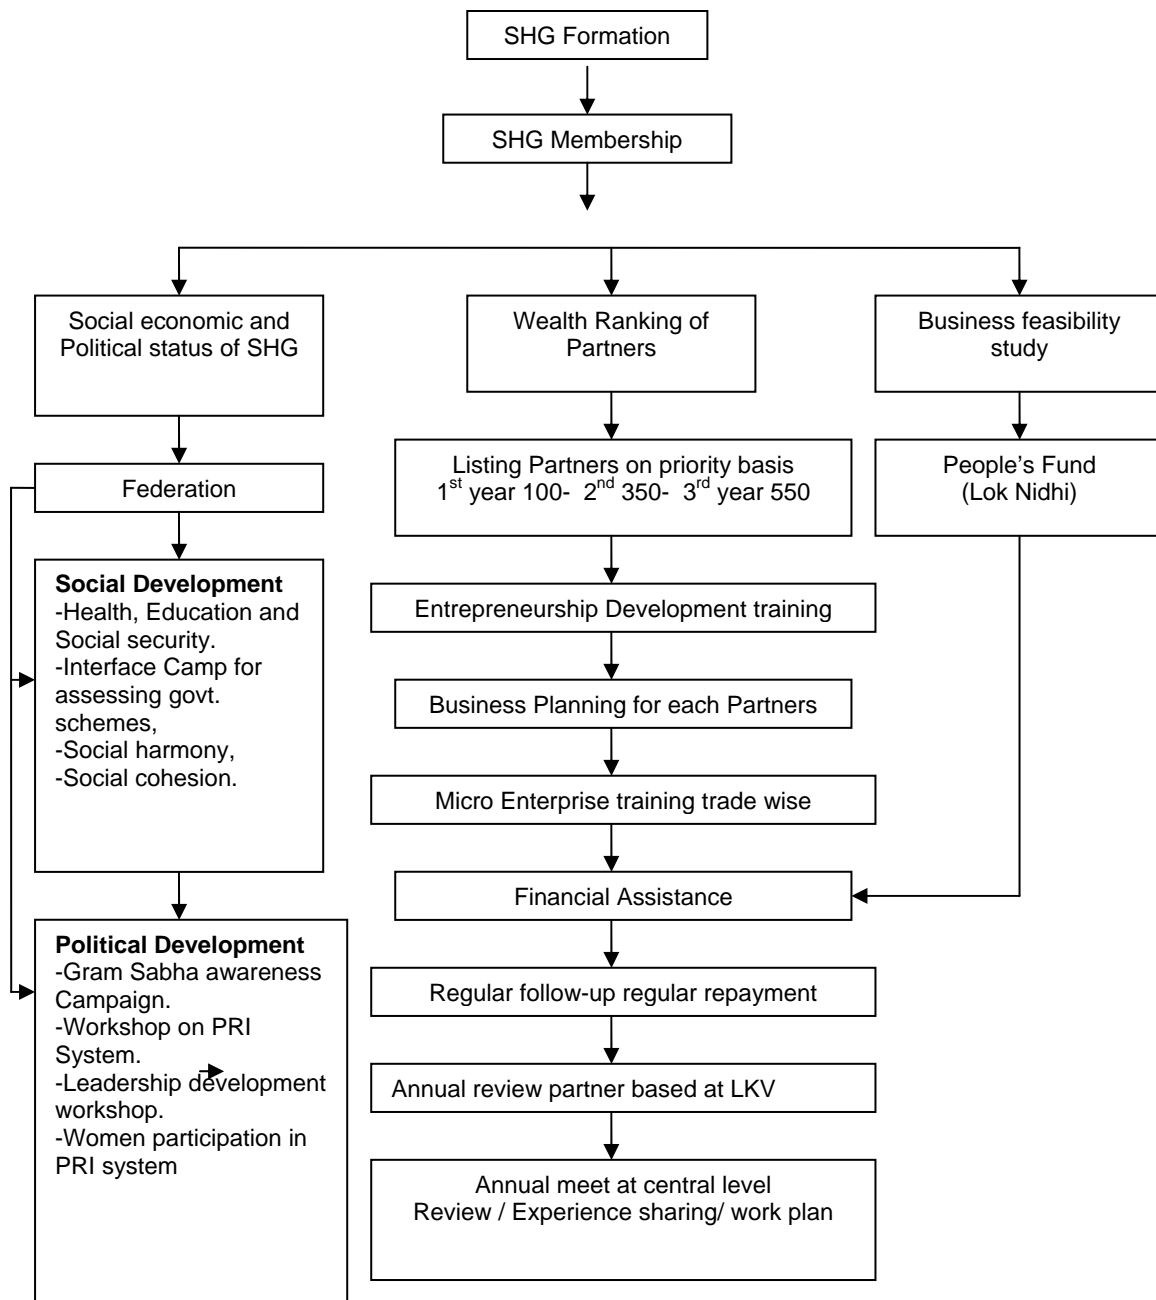 SHG Formation
SHG Membership
Social economic and
Political status of SHG
Wealth Ranking of
Partners
Business feasibility
study
Federation
Listing Partners on priority basis
1st year 100- 2nd 350- 3rd year 550
People's Fund
(Lok Nidhi)
Social Development
-Health, Education and
Social security.
-Interface Camp for
assessing govt.
schemes,
-Social harmony,
-Social cohesion.
Entrepreneurship Development training
Business Planning for each Partners
Micro Enterprise training trade wise
Financial Assistance
Political Development
-Gram Sabha awareness
Campaign.
-Workshop on PRI
System.
-Leadership development
workshop.
-Women participation in
PRI system
Regular follow-up regular repayment
Annual review partner based at LKV
Annual meet at central level
Review / Experience sharing/ work plan